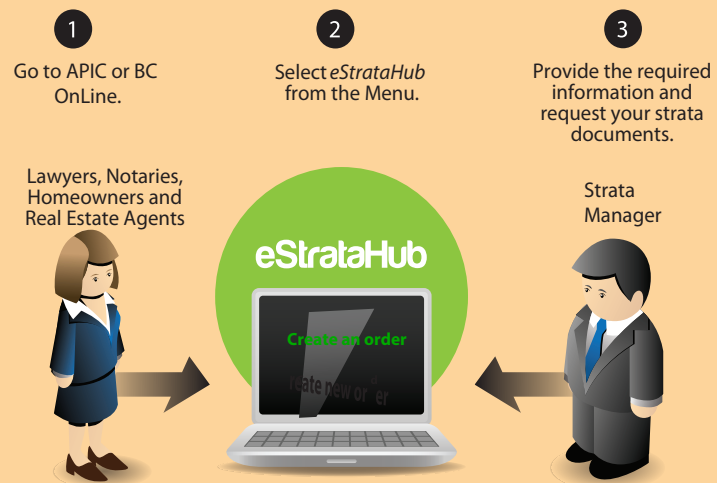 1
Go to APIC or BC
OnLine.
2
Select eStrataHub
from the Menu.
3
Provide the required
information and
request your strata
documents.
Lawyers, Notaries,
Homeowners and
Real Estate Agents
Strata
Manager
eStrataHub
Create an order
new